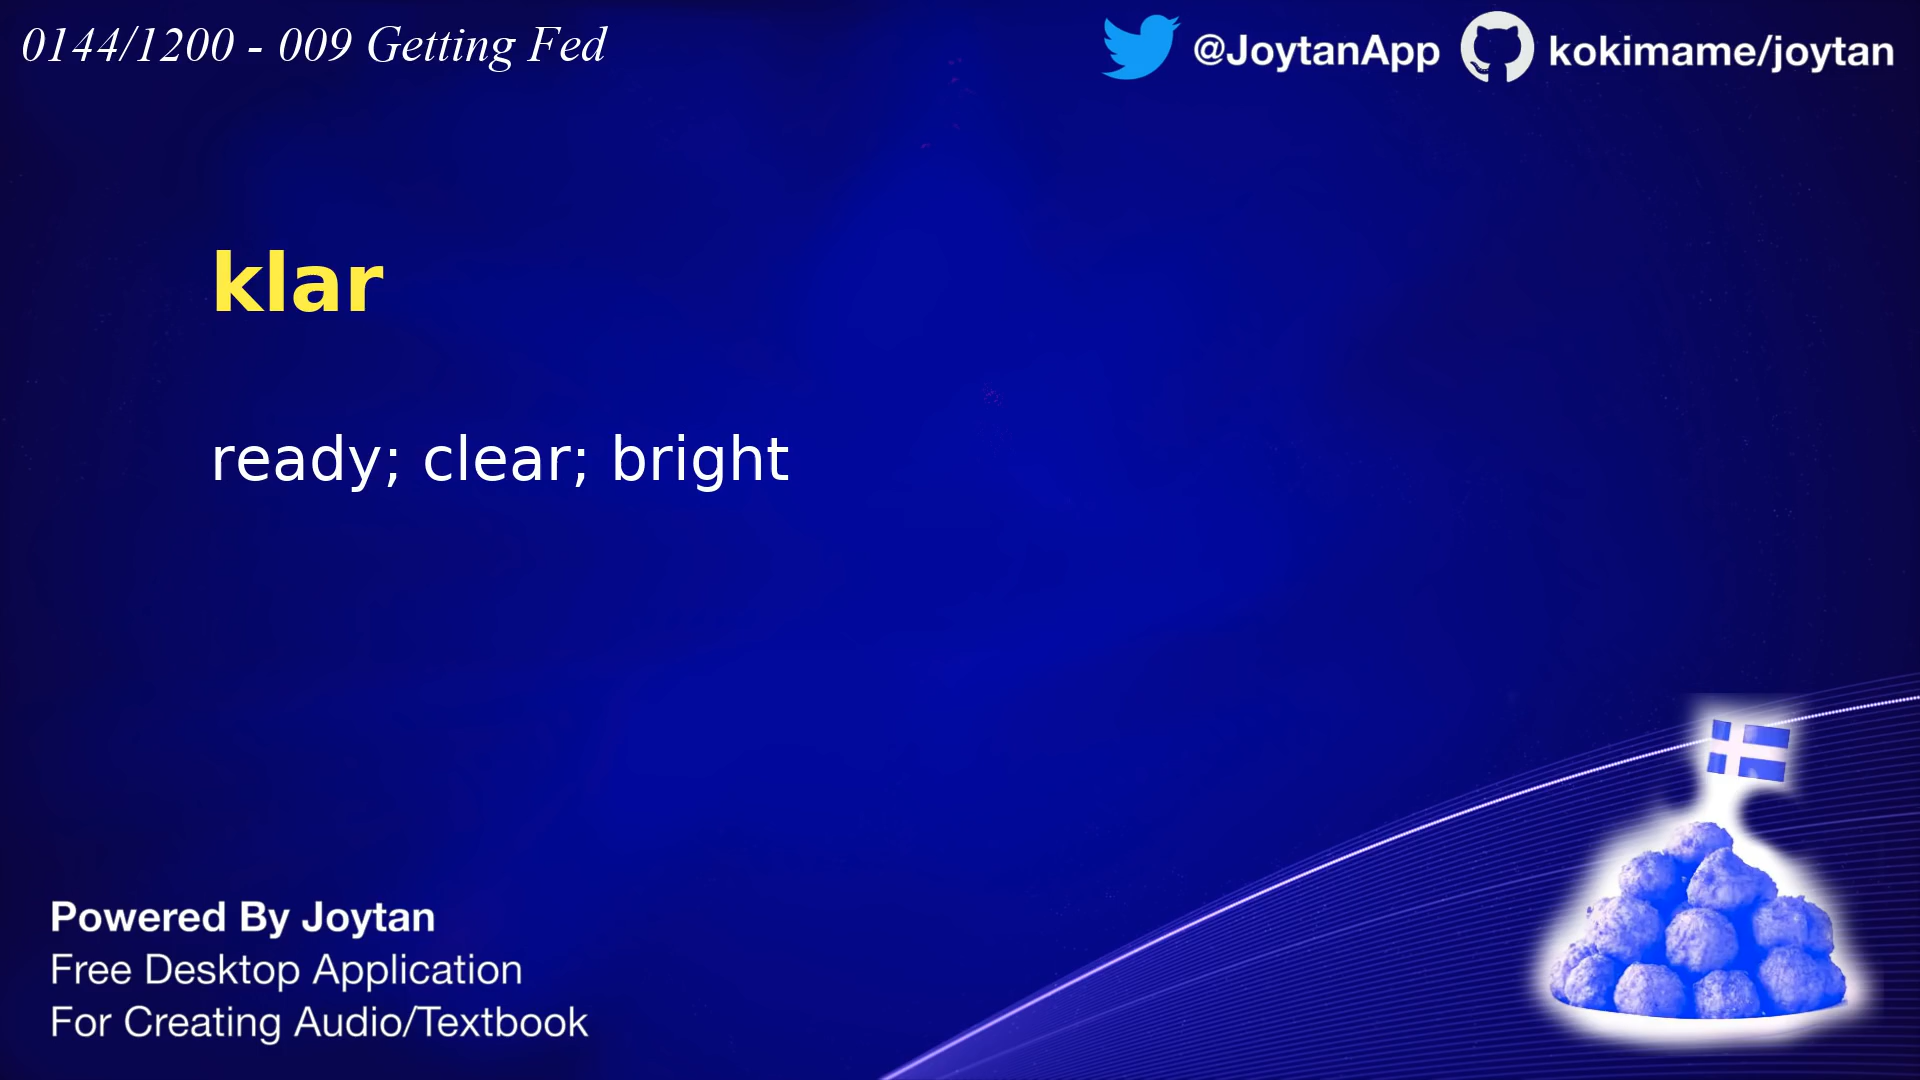 0144/1200 - 009 Getting Fed
@JoytanApp
kokimame/joytan
klar
ready; clear; bright
Powered By Joytan
Free Desktop Application
For Creating Audio/Textbook